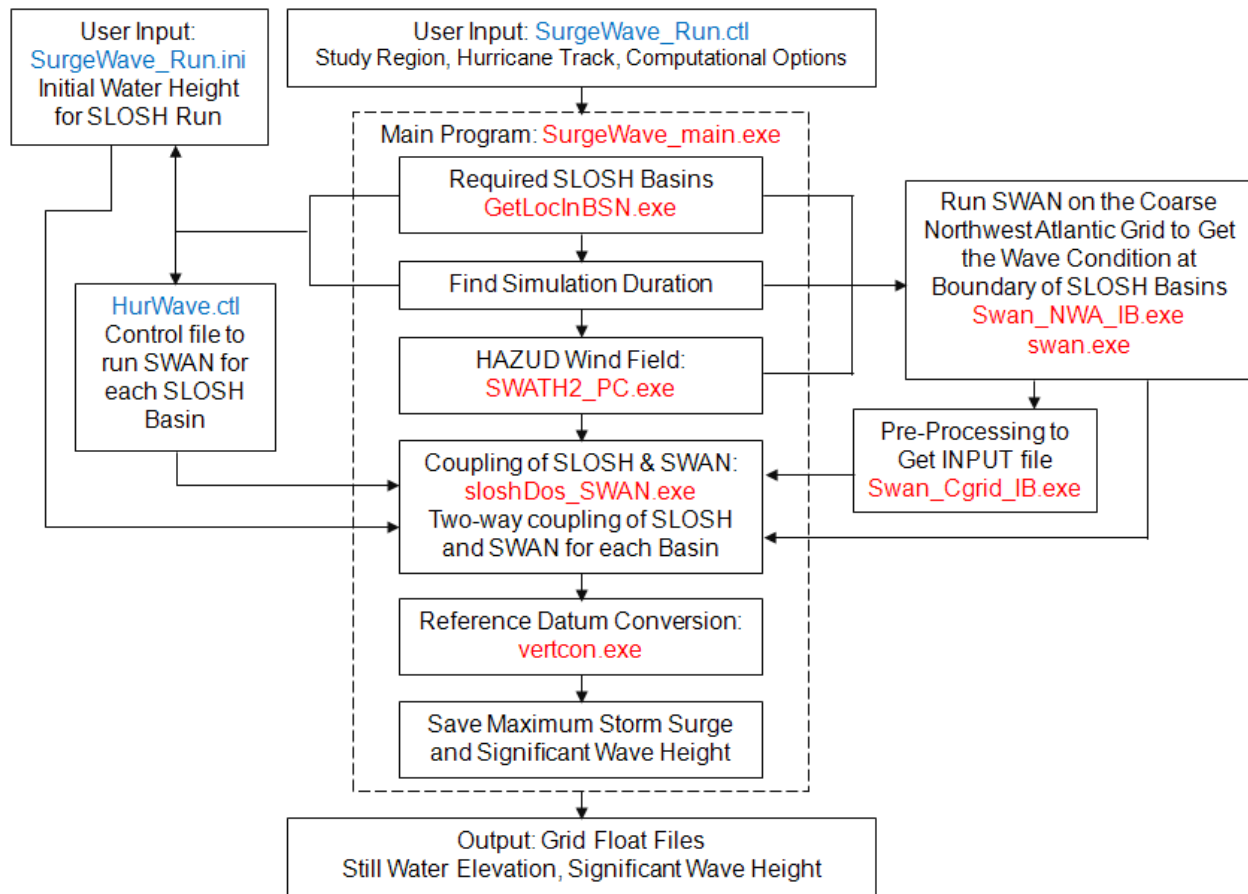 User Input:
SurgeWave_Run.ini
Initial Water Height
for SLOSH Run
User Input: SurgeWave_Run.ctl
Study Region, Hurricane Track, Computational Options
Main Program: SurgeWave_main.exe
Required SLOSH Basins
GetLocInBSN.exe
Find Simulation Duration
HAZUD Wind Field:
SWATH2_PC.exe
Coupling of SLOSH & SWAN:
sloshDos_SWAN.exe
Two-way coupling of SLOSH
and SWAN for each Basin
Reference Datum Conversion:
vertcon.exe
Save Maximum Storm Surge
and Significant Wave Height
HurWave.ctl
Control file to
run SWAN for
each SLOSH
Basin
Run SWAN on the Coarse
Northwest Atlantic Grid to Get
the Wave Condition at
Boundary of SLOSH Basins
Swan_NWA_IB.exe
swan.exe
Pre-Processing to
Get INPUT file
Swan_Cgrid_IB.exe
Output: Grid Float Files
Still Water Elevation, Significant Wave Height